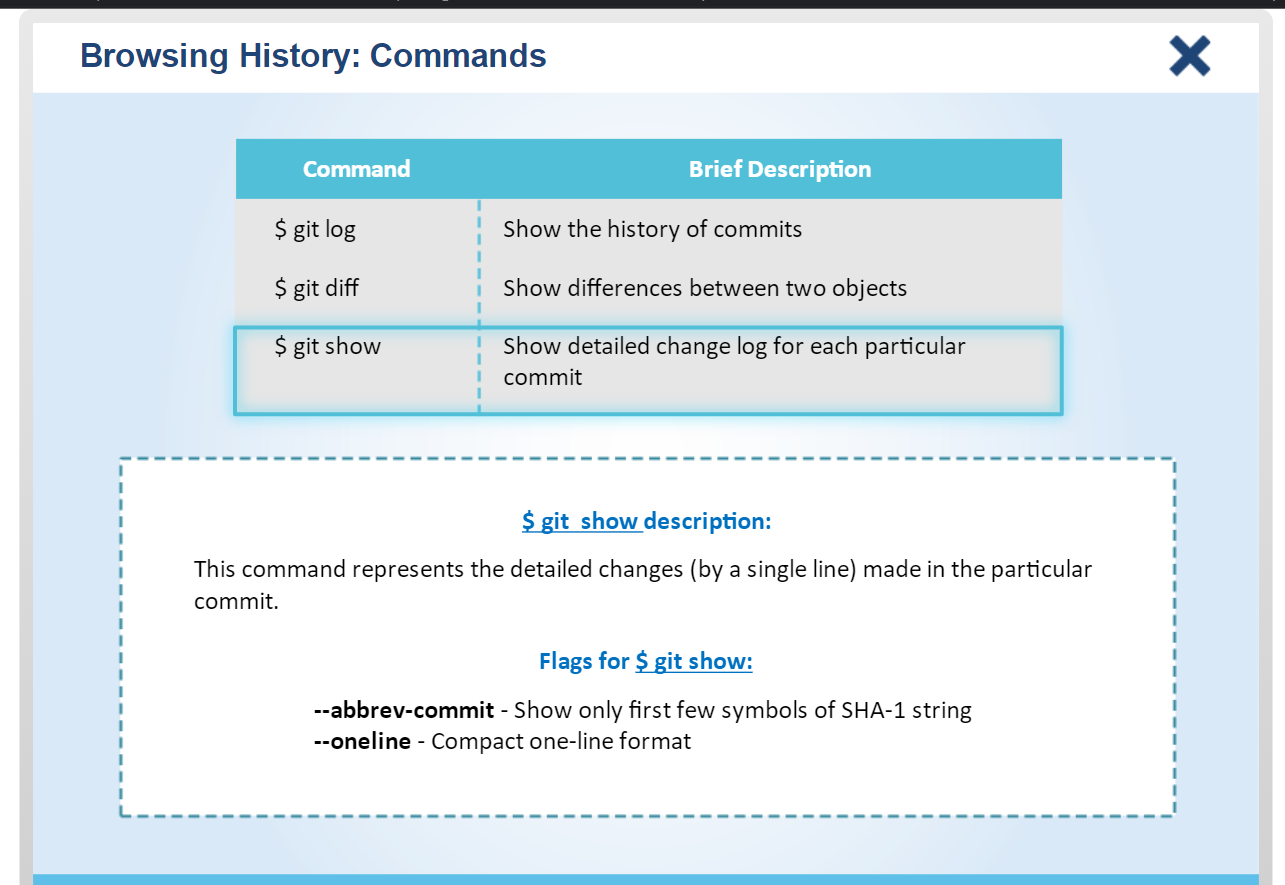 Browsing History: Commands
Command Brief Description
$ git log Show the history of commits
$ git diff Show differences between two objects
$ git show Show detailed change log for each particular
commit
$ git  show description:
This command represents the detailed changes (by a single line) made in the particular
commit.
Flags for $ git show:
--abbrev-commit - Show only first few symbols of SHA-1 string
--oneline - Compact one-line format